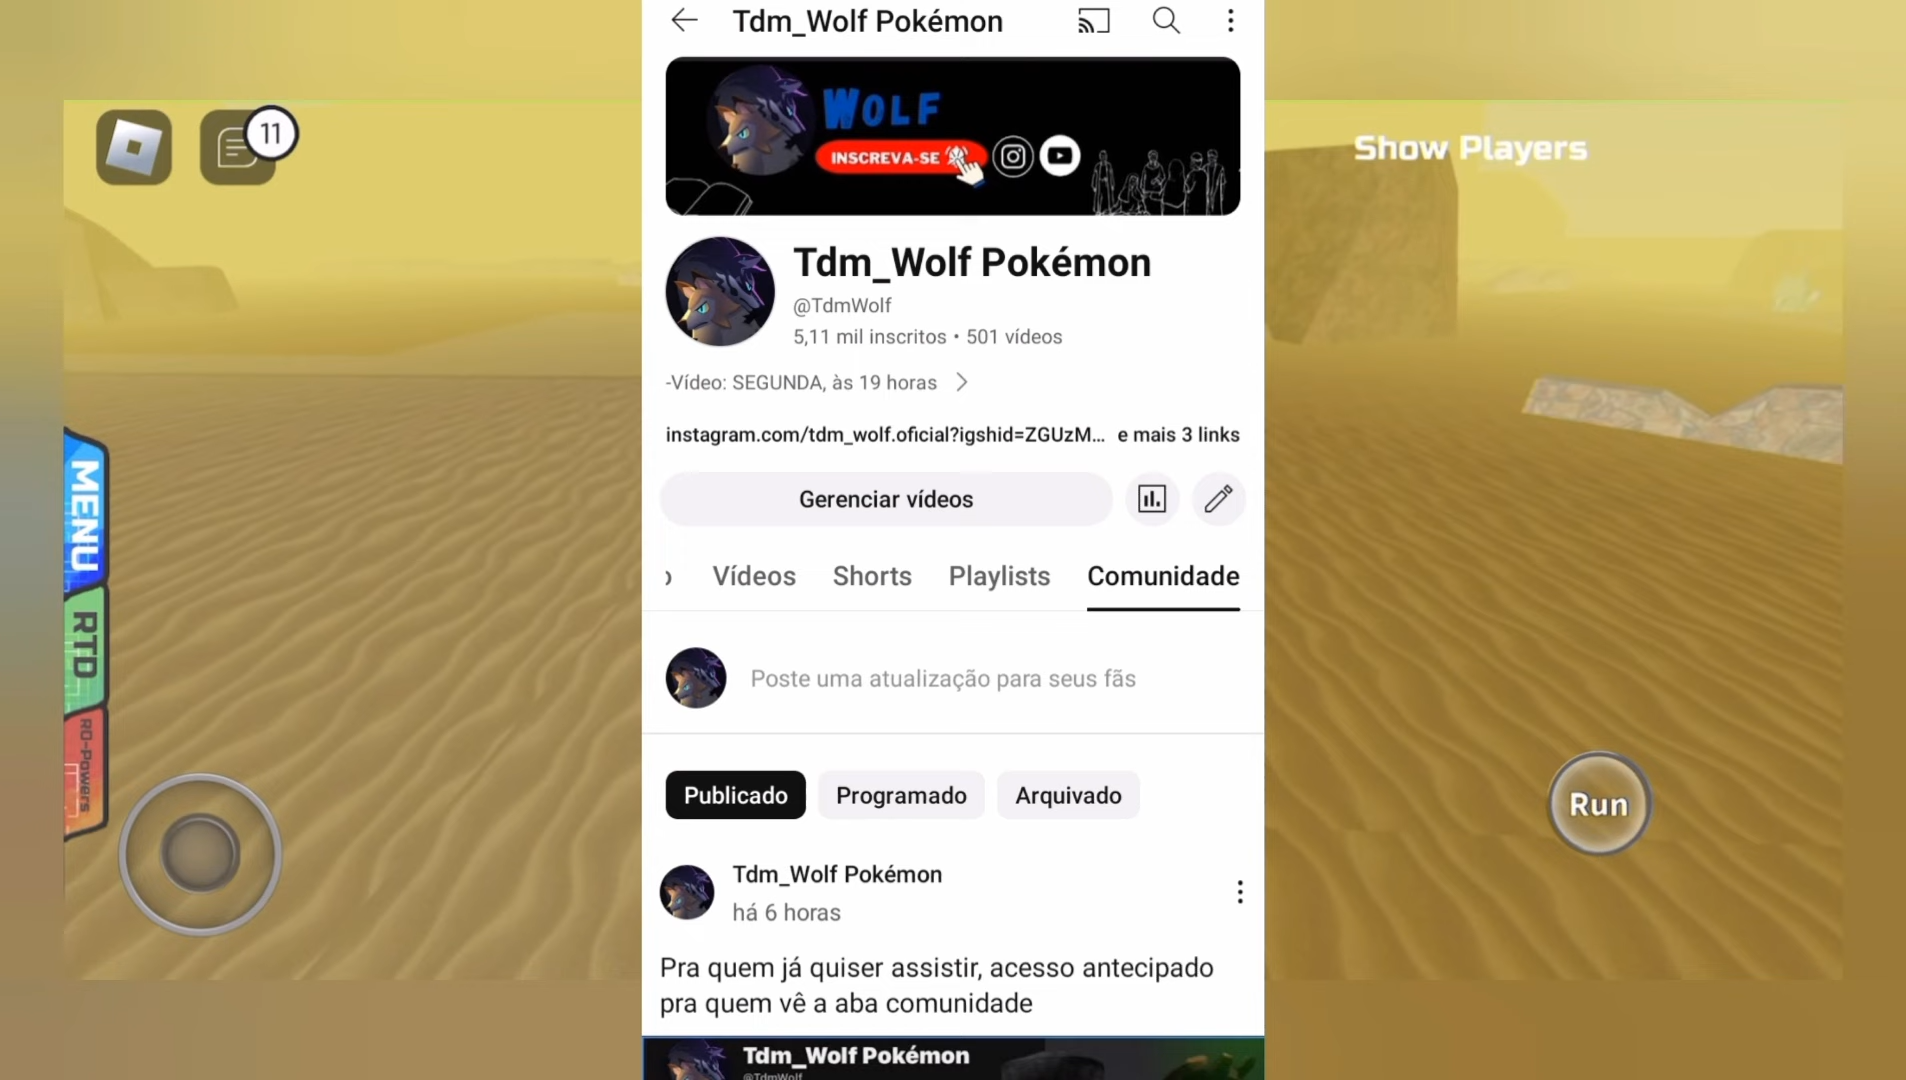 Tdm_Wolf Pokémon
WOLF
INSCREVA-SE
11
Show Players
Tdm_Wolf Pokémon
@TdmWolf
5,11 mil inscritos • 501 vídeos
-Vídeo: SEGUNDA, às 19 horas
instagram.com/tdm_wolf.oficial?igshid=ZGUzM... e mais 3 links
Gerenciar vídeos
o Vídeos Shorts Playlists Comunidade
MENU
RTD
RO-Powers
Poste uma atualização para seus fãs
Publicado Programado Arquivado
Run
Tdm_Wolf Pokémon
há 6 horas
Pra quem já quiser assistir, acesso antecipado
pra quem vê a aba comunidade
Tdm_Wolf Pokémon
@TdmWolf